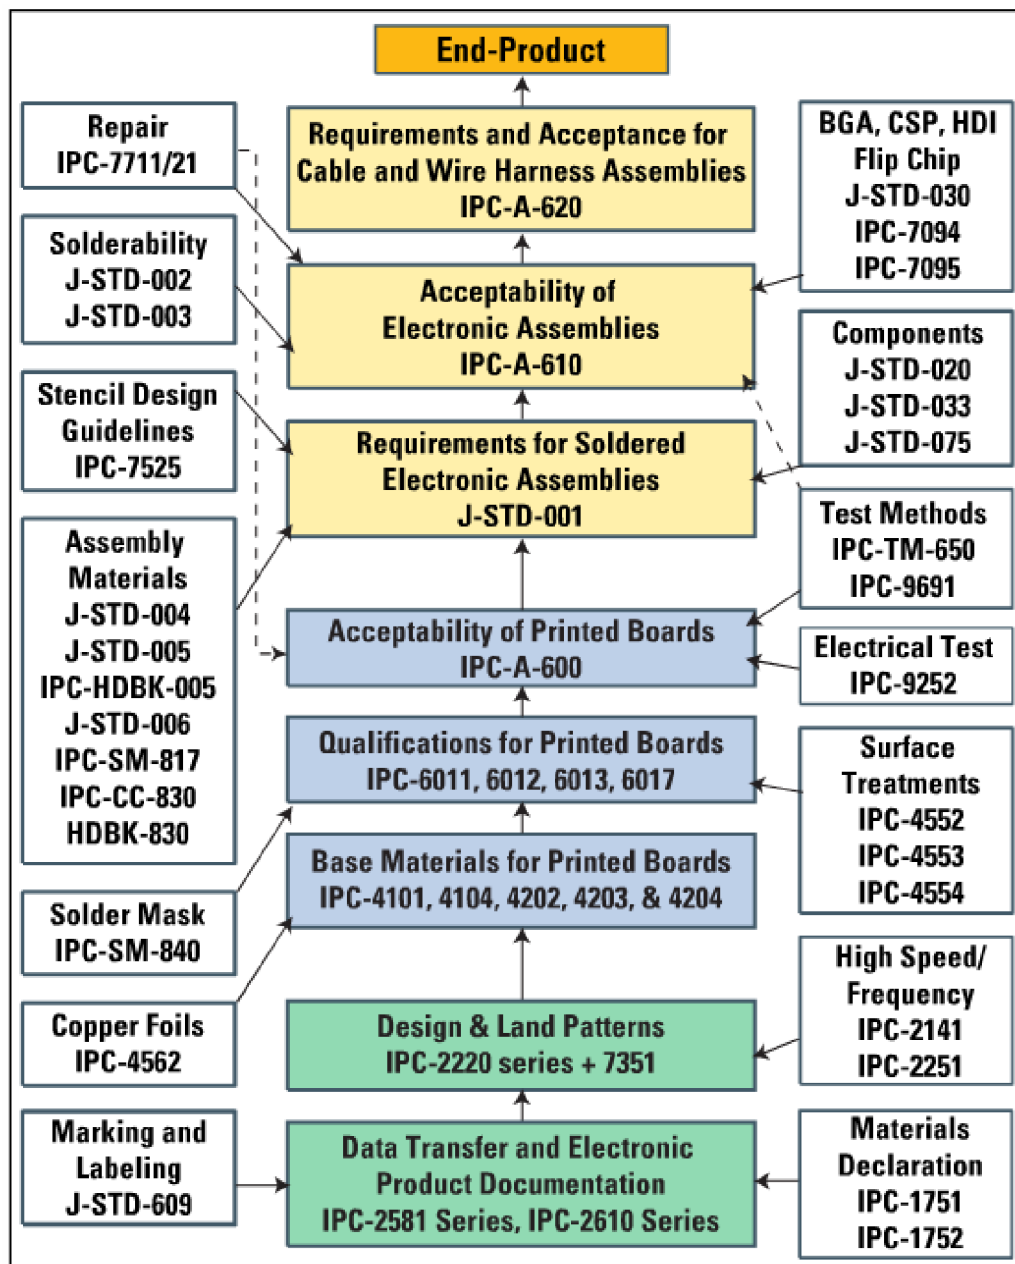 End-Product
Repair
IPC-7711/21
Solderability
J-STD-002
J-STD-003
Stencil Design
Guidelines
IPC-7525
Assembly
Materials
J-STD-004
J-STD-005
IPC-HDBK-005
J-STD-006
IPC-SM-817
IPC-CC-830
HDBK-830
Solder Mask
IPC-SM-840
Copper Foils
IPC-4562
Marking and
Labeling
J-STD-609
Requirements and Acceptance for
Cable and Wire Harness Assemblies
IPC-A-620
Acceptability of
Electronic Assemblies
IPC-A-610
Requirements for Soldered
Electronic Assemblies
J-STD-001
Acceptability of Printed Boards
IPC-A-600
Qualifications for Printed Boards
IPC-6011, 6012, 6013, 6017
Base Materials for Printed Boards
IPC-4101, 4104, 4202, 4203, & 4204
Design & Land Patterns
IPC-2220 series + 7351
Data Transfer and Electronic
Product Documentation
IPC-2581 Series, IPC-2610 Series
BGA, CSP, HDI
Flip Chip
J-STD-030
IPC-7094
IPC-7095
Components
J-STD-020
J-STD-033
J-STD-075
Test Methods
IPC-TM-650
IPC-9691
Electrical Test
IPC-9252
Surface
Treatments
IPC-4552
IPC-4553
IPC-4554
High Speed/
Frequency
IPC-2141
IPC-2251
Materials
Declaration
IPC-1751
IPC-1752